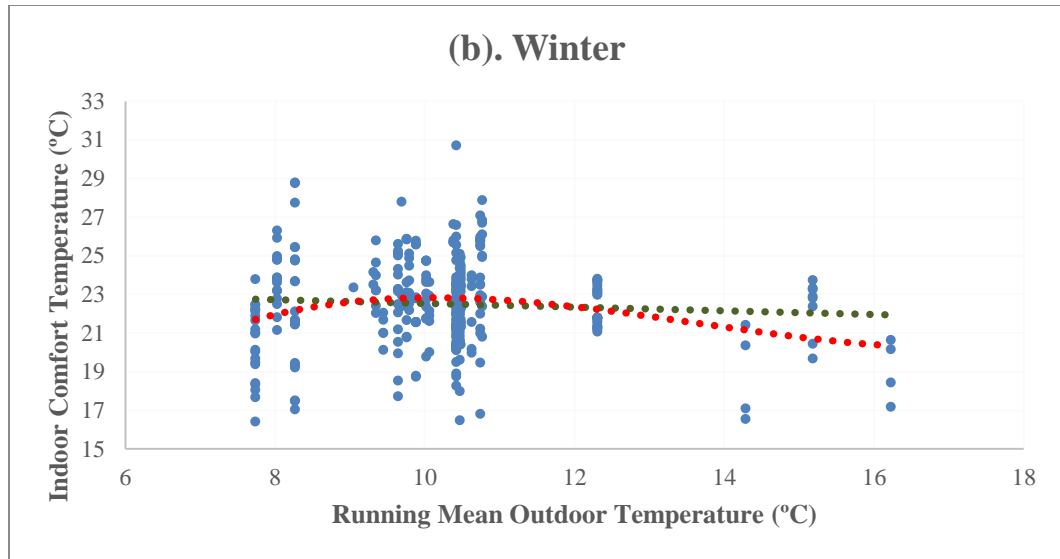 (b). Winter
Indoor Comfort Temperature (ºC)
33
31
29
27
25
23
21
19
17
15
6 8 10 12 14 16 18
Running Mean Outdoor Temperature (ºC)